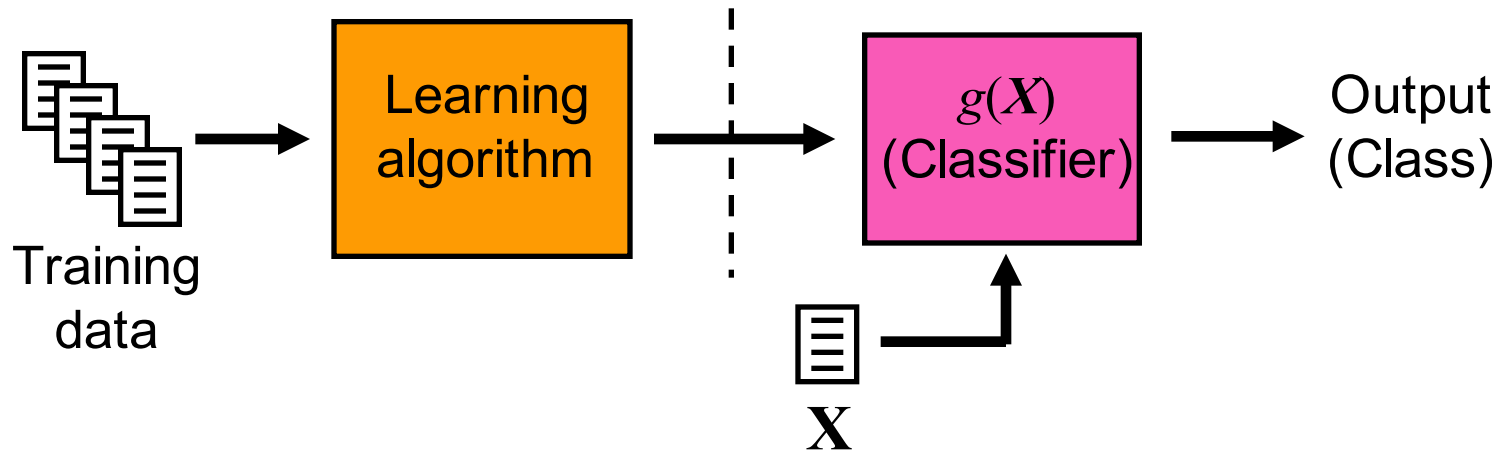 Training
data
Learning
algorithm
g(X)
(Classifier)
X
Output
(Class)